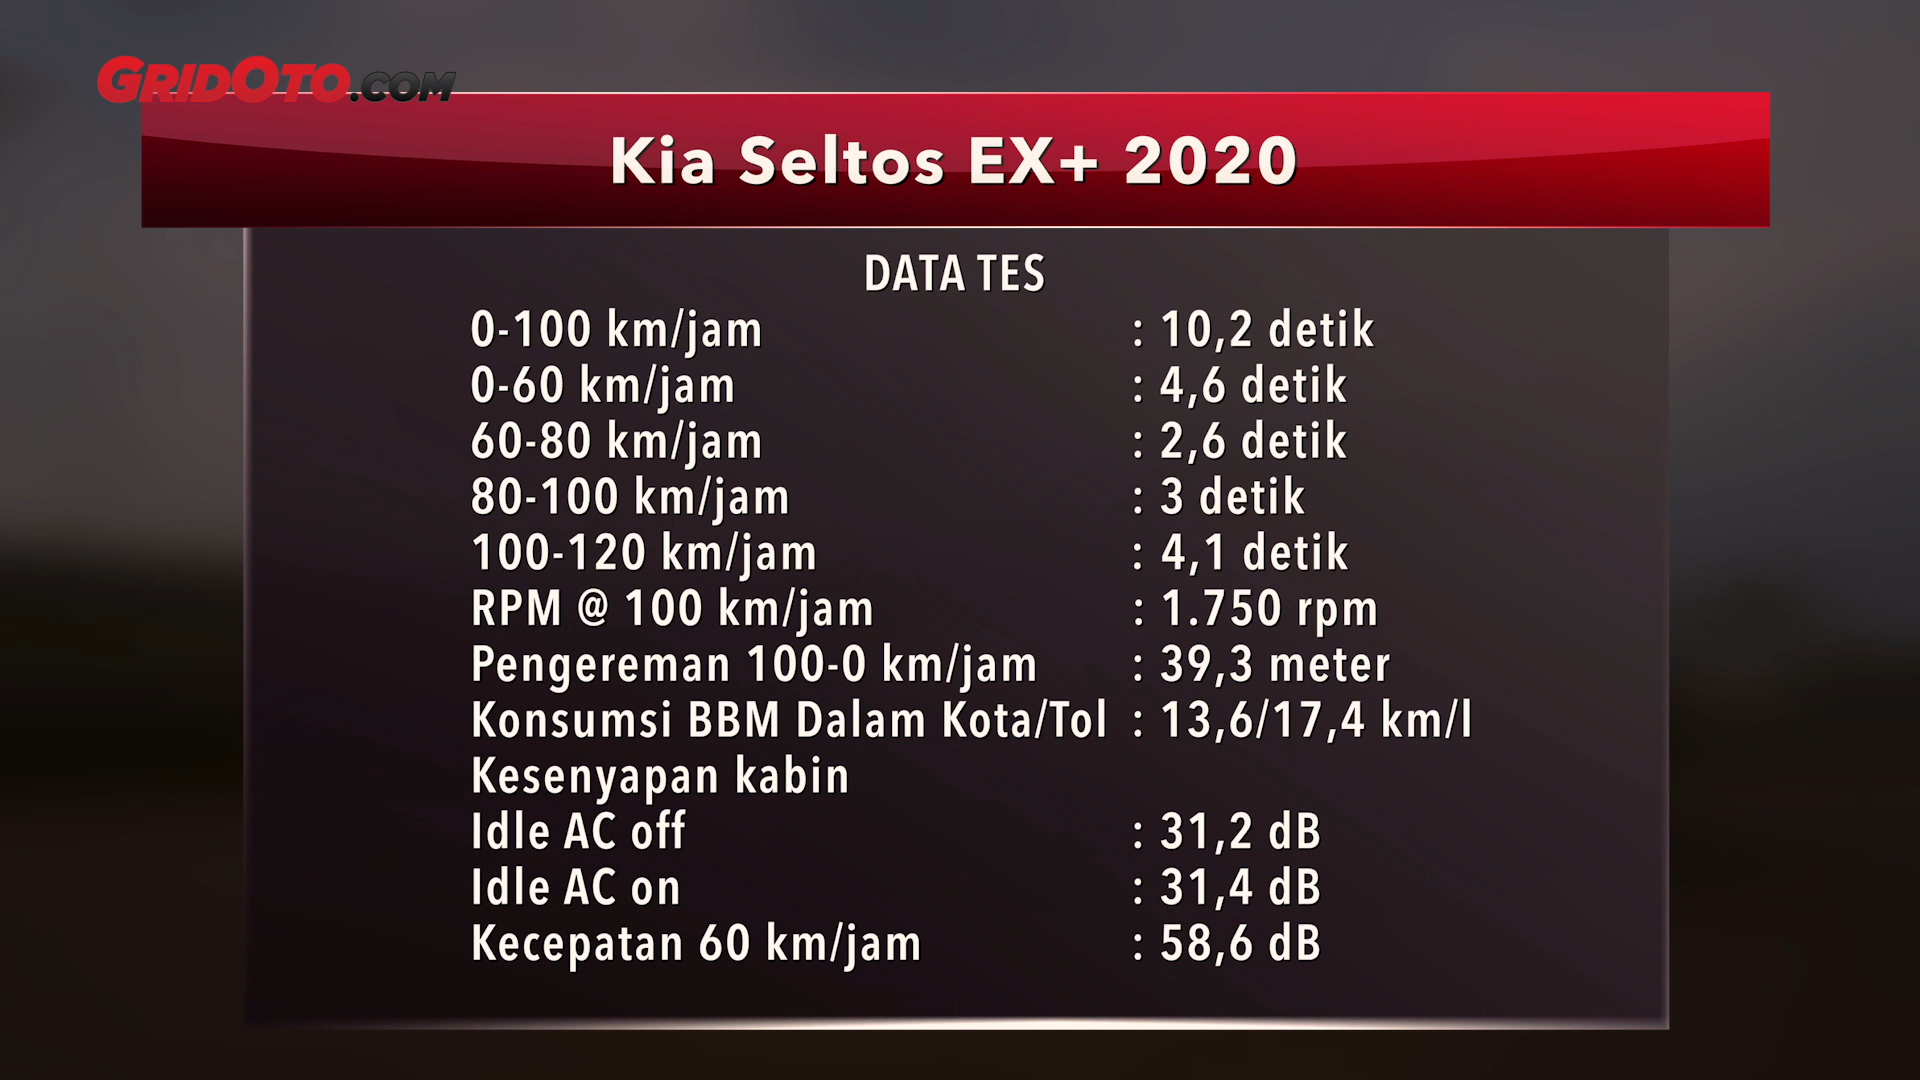 GRIDOTO.COM
Kia Seltos EX+ 2020
DATA TES
0-100 km/jam : 10,2 detik
0-60 km/jam : 4,6 detik
60-80 km/jam : 2,6 detik
80-100 km/jam : 3 detik
100-120 km/jam : 4,1 detik
RPM @ 100 km/jam : 1.750 rpm
Pengereman 100-0 km/jam : 39,3 meter
Konsumsi BBM Dalam Kota/Tol : 13,6/17,4 km/l
Kesenyapan kabin
Idle AC off : 31,2 dB
Idle AC on : 31,4 dB
Kecepatan 60 km/jam : 58,6 dB